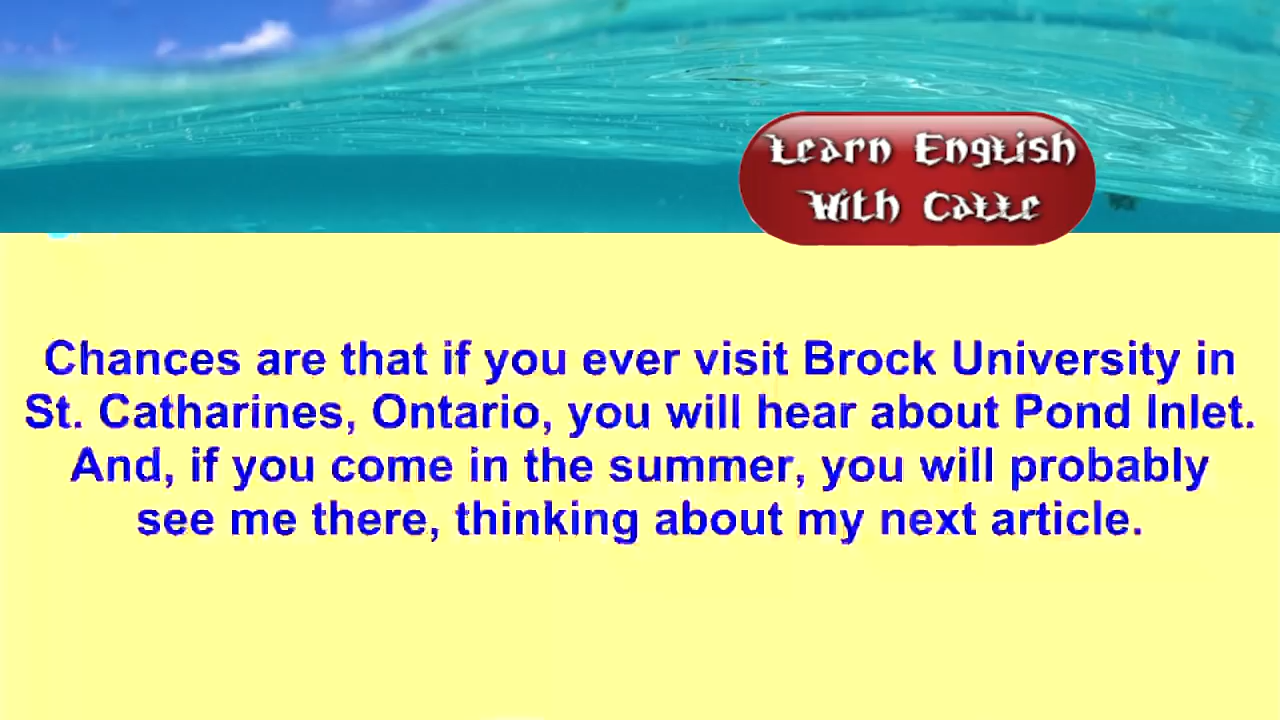 Learn English
With Calle
Chances are that if you ever visit Brock University in
St. Catharines, Ontario, you will hear about Pond Inlet.
And, if you come in the summer, you will probably
see me there, thinking about my next article.